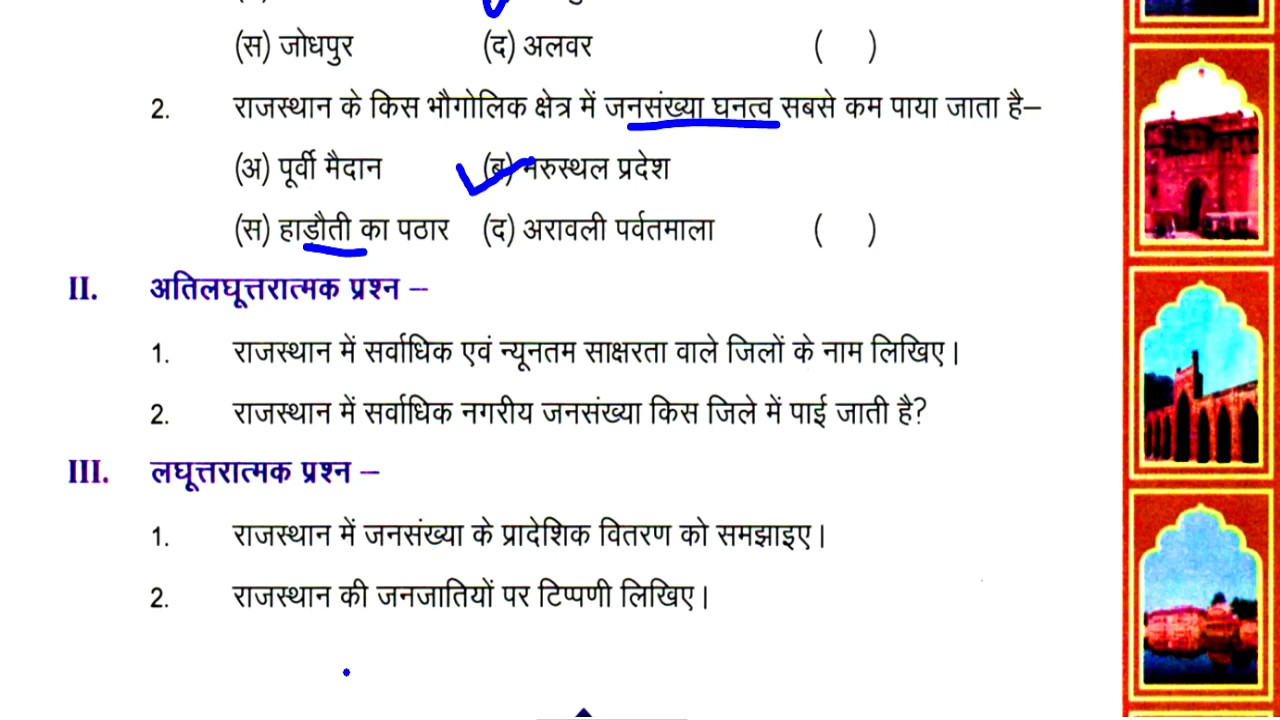 (स) जोधपुर (द) अलवर ( )
2. राजस्थान के किस भौगोलिक क्षेत्र में जनसंख्या घनत्व सबसे कम पाया जाता है–
(अ) पूर्वी मैदान (ब) मरुस्थल प्रदेश
(स) हाडौती का पठार (द) अरावली पर्वतमाला ( )
II. अतिलघूत्तरात्मक प्रश्न –
1. राजस्थान में सर्वाधिक एवं न्यूनतम साक्षरता वाले जिलों के नाम लिखिए।
2. राजस्थान में सर्वाधिक नगरीय जनसंख्या किस जिले में पाई जाती है?
III. लघूत्तरात्मक प्रश्न –
1. राजस्थान में जनसंख्या के प्रादेशिक वितरण को समझाइए।
2. राजस्थान की जनजातियों पर टिप्पणी लिखिए।